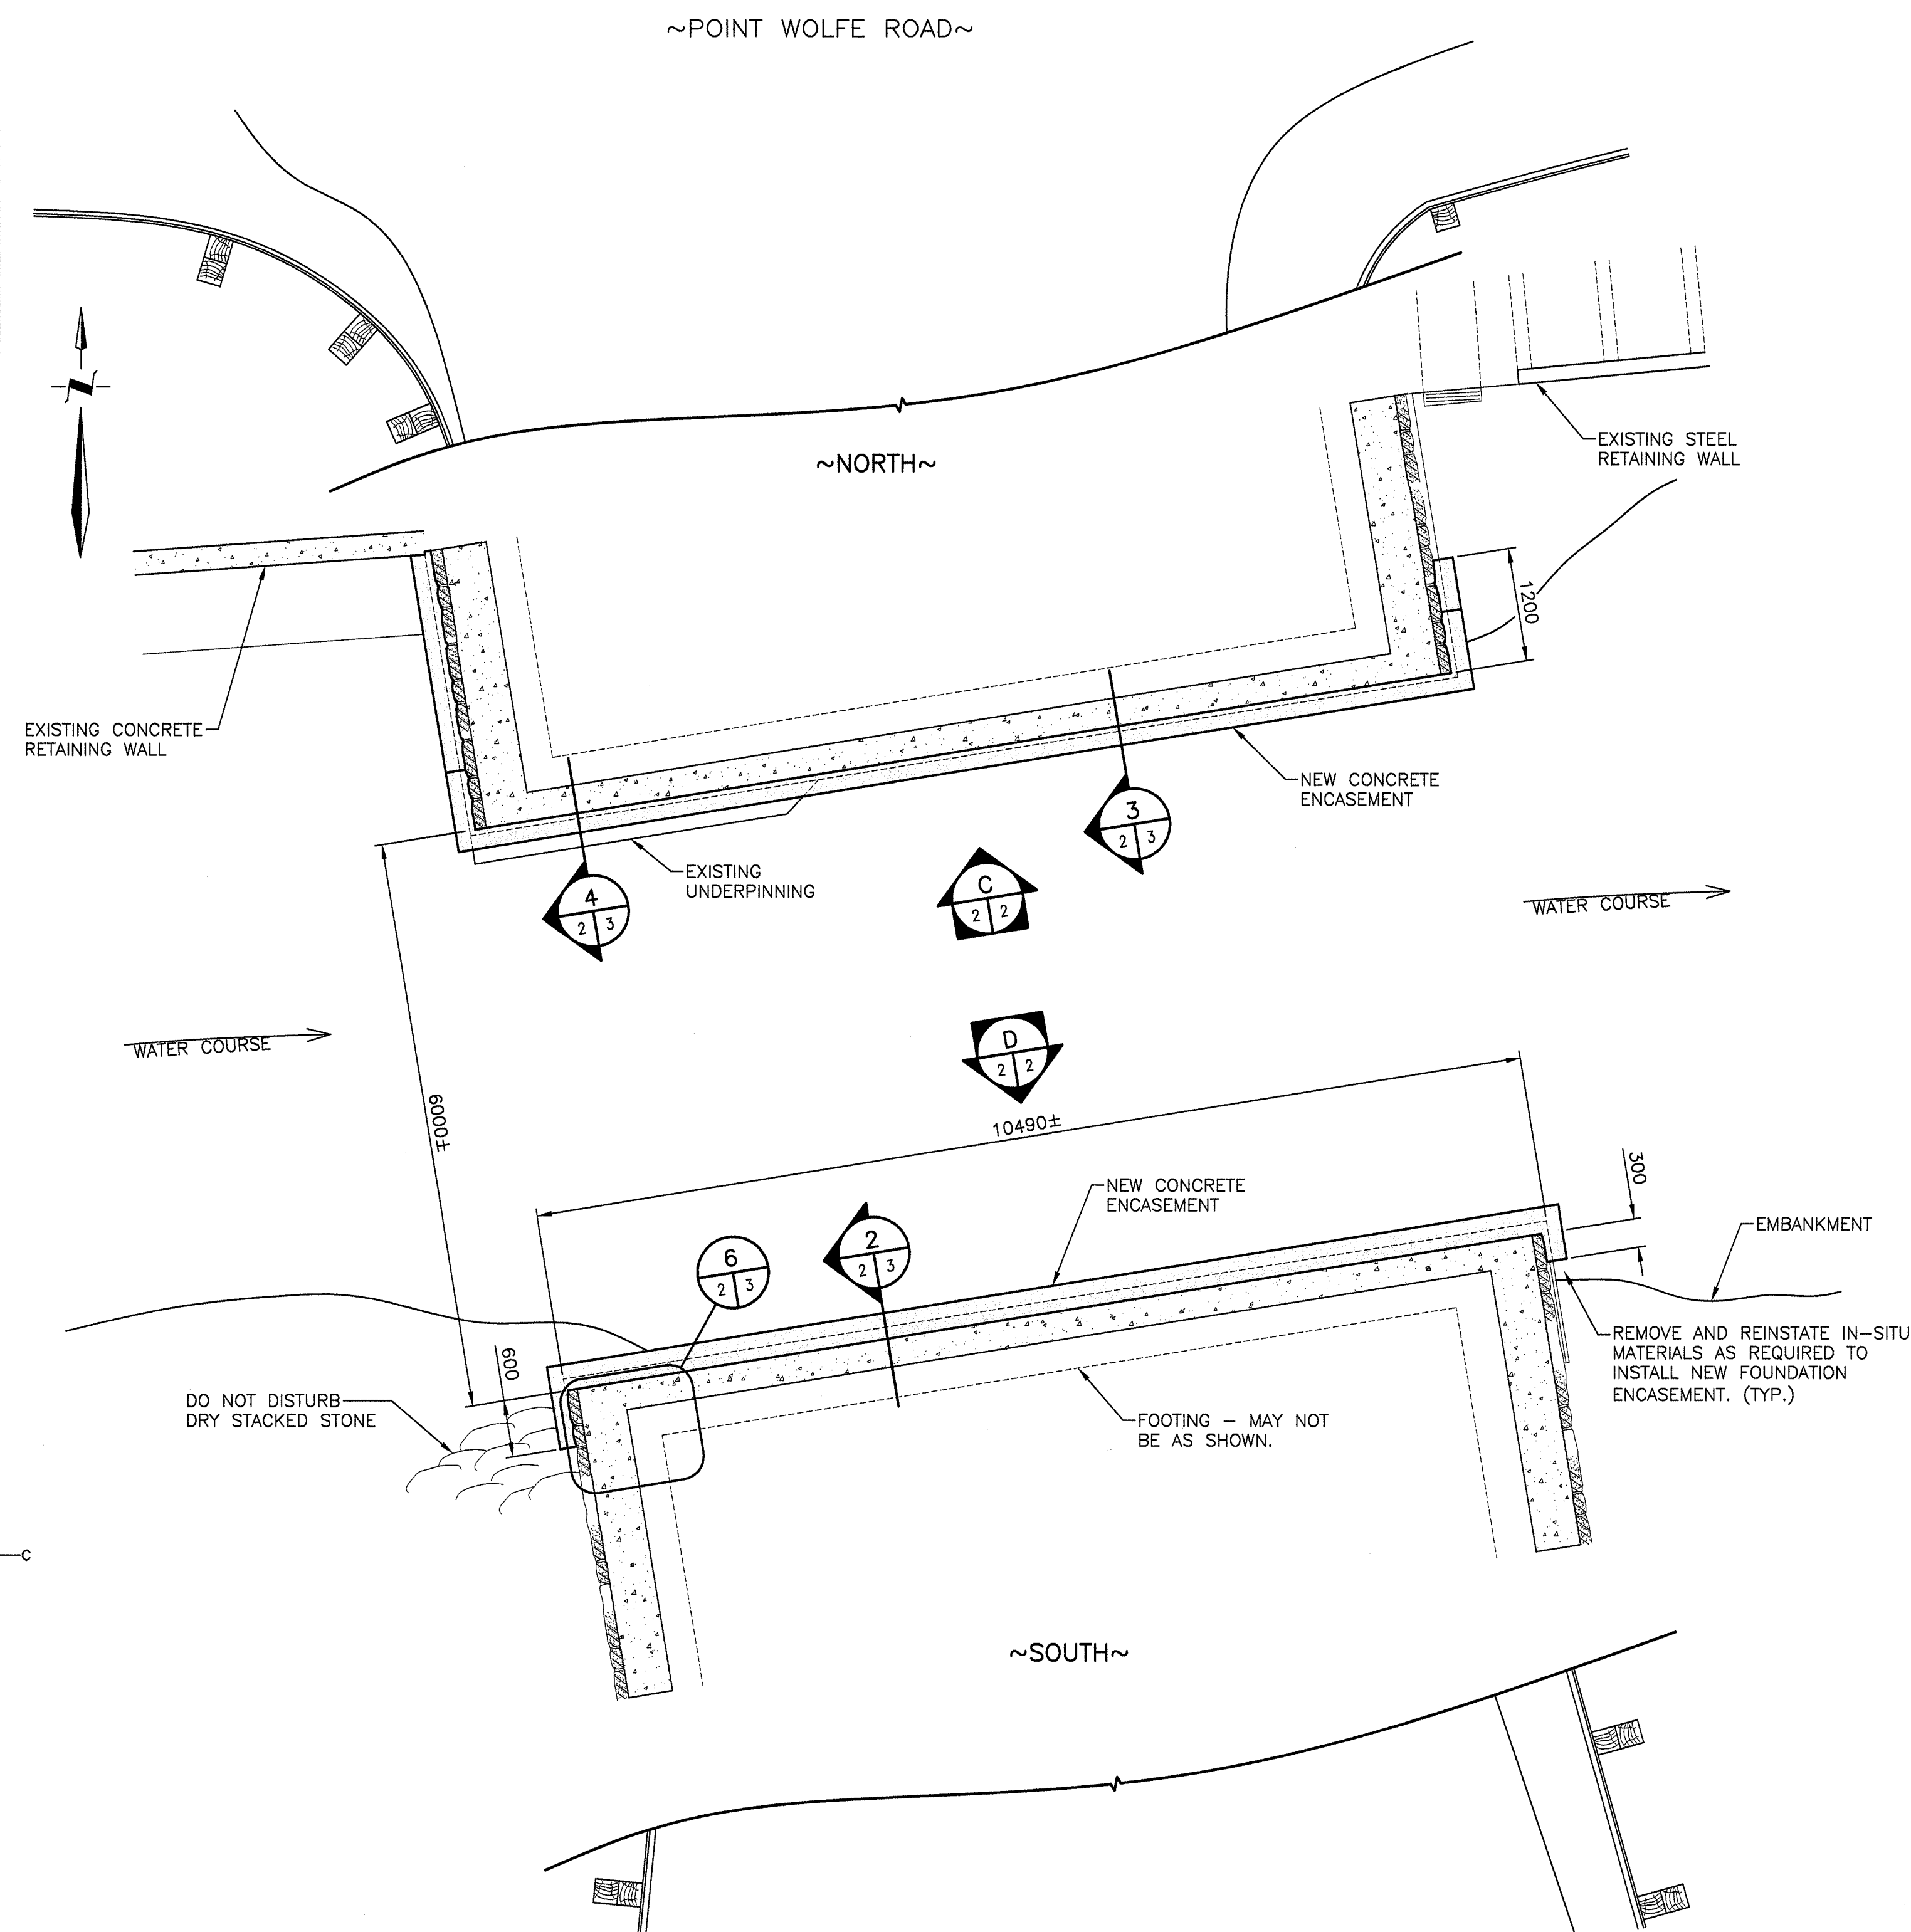 ~POINT WOLFE ROAD~
N
~NORTH~
EXISTING STEEL
RETAINING WALL
1200
EXISTING CONCRETE
RETAINING WALL
NEW CONCRETE
ENCASEMENT
3
2 3
EXISTING
UNDERPINNING
4
2 3
C
2 2
WATER COURSE
WATER COURSE
D
2 2
6000±
10490±
300
NEW CONCRETE
ENCASEMENT
EMBANKMENT
2
2 3
6
2 3
600
REMOVE AND REINSTATE IN-SITU
MATERIALS AS REQUIRED TO
INSTALL NEW FOUNDATION
ENCASEMENT. (TYP.)
DO NOT DISTURB
DRY STACKED STONE
FOOTING - MAY NOT
BE AS SHOWN.
C
~SOUTH~